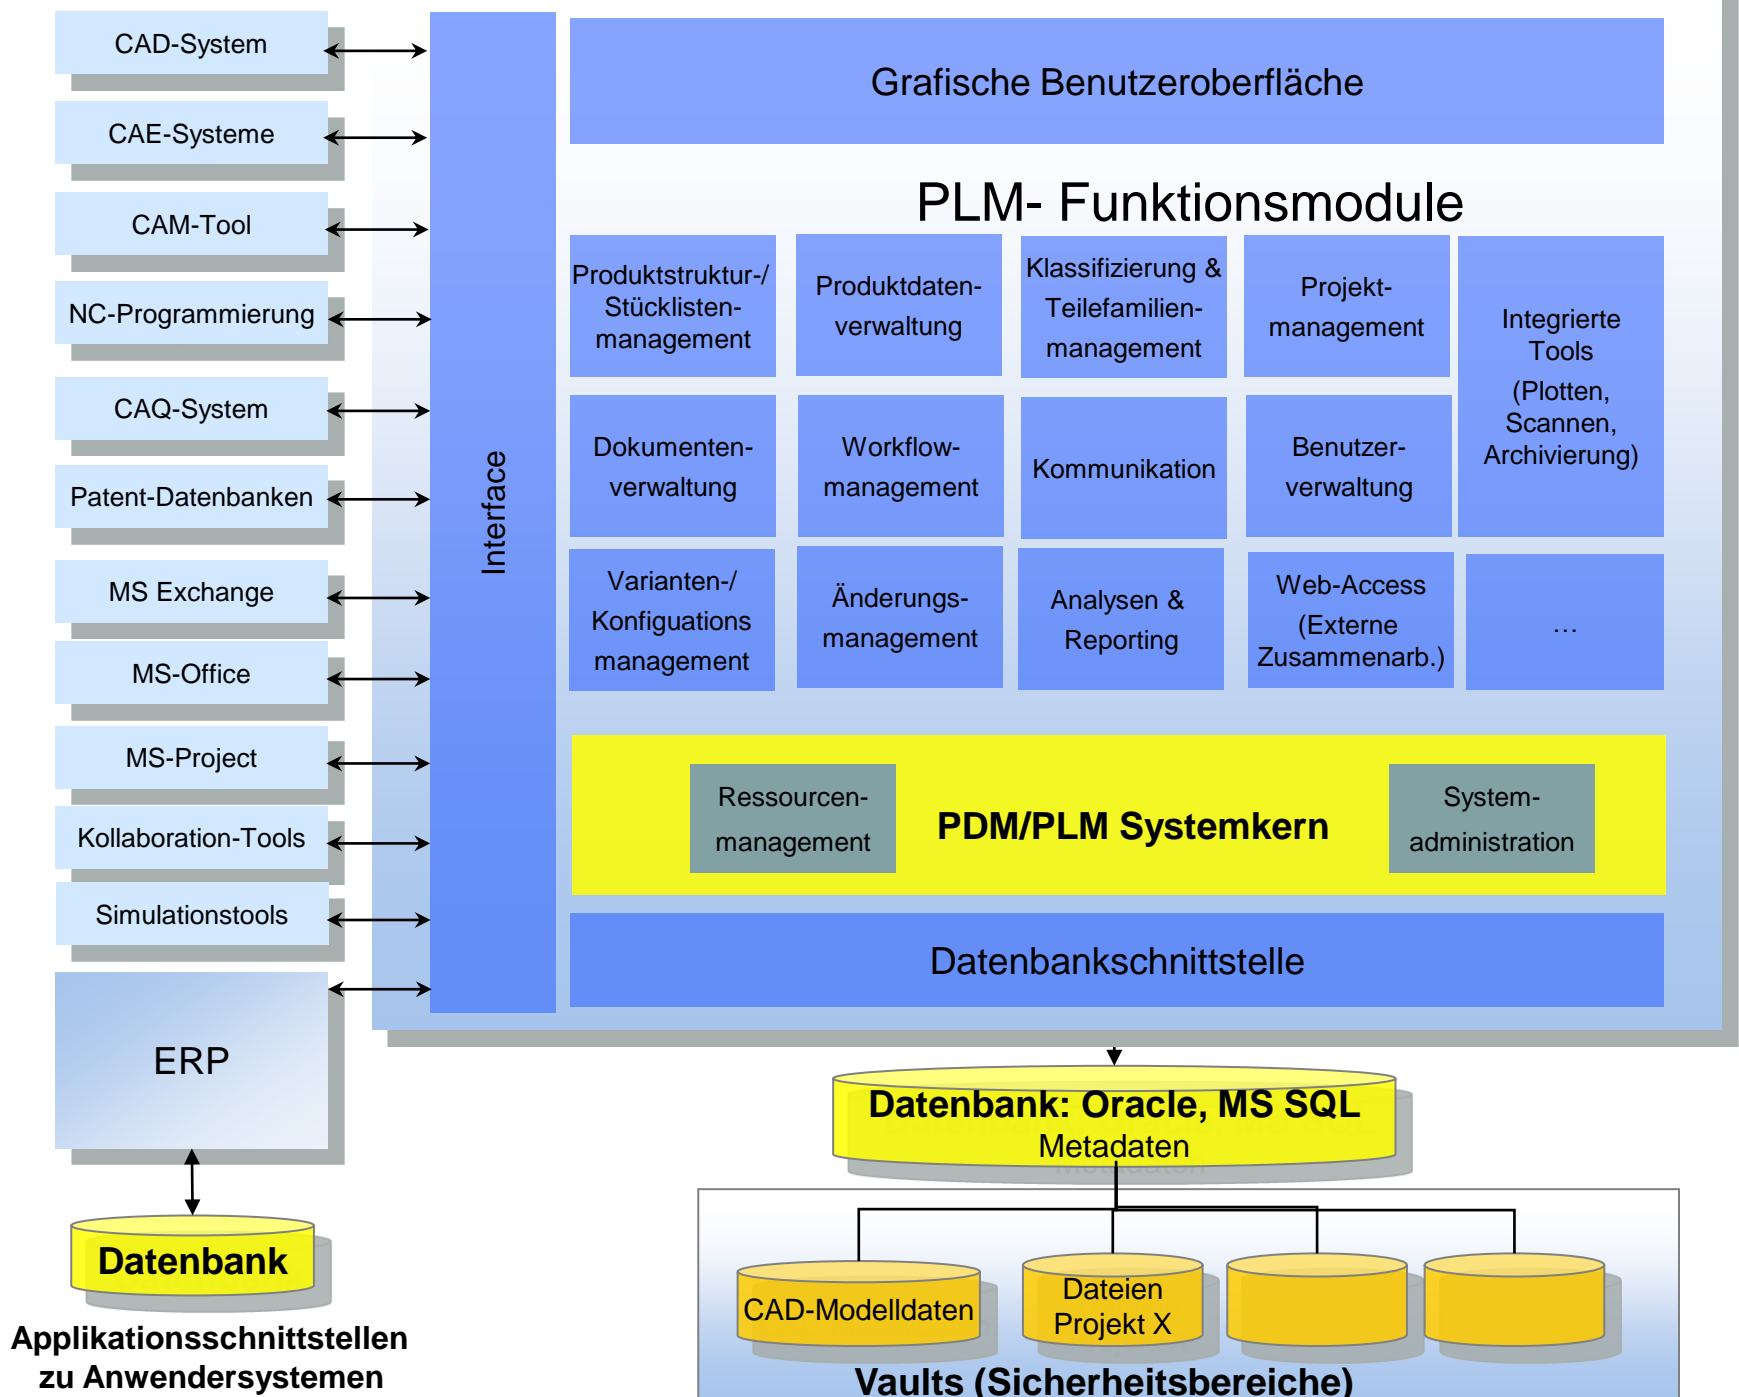 CAD-System
CAE-Systeme
CAM-Tool
NC-Programmierung
CAQ-System
Patent-Datenbanken
MS Exchange
MS-Office
MS-Project
Kollaboration-Tools
Simulationstools
ERP
Datenbank
Applikationsschnittstellen
zu Anwendersystemen
Interface
Grafische Benutzeroberfläche
PLM- Funktionsmodule
Produktstruktur-/
Stücklisten-
management
Produktdaten-
verwaltung
Klassifizierung &
Teilefamilien-
management
Projekt-
management
Integrierte
Tools
(Plotten,
Scannen,
Archivierung)
Dokumenten-
verwaltung
Workflow-
management
Kommunikation
Benutzer-
verwaltung
Varianten-/
Konfiguations
management
Änderungs-
management
Analysen &
Reporting
Web-Access
(Externe
Zusammenarb.)
…
Ressourcen-
management
PDM/PLM Systemkern
System-
administration
Datenbankschnittstelle
Datenbank: Oracle, MS SQL
Metadaten
CAD-Modelldaten
Dateien
Projekt X
Vaults (Sicherheitsbereiche)